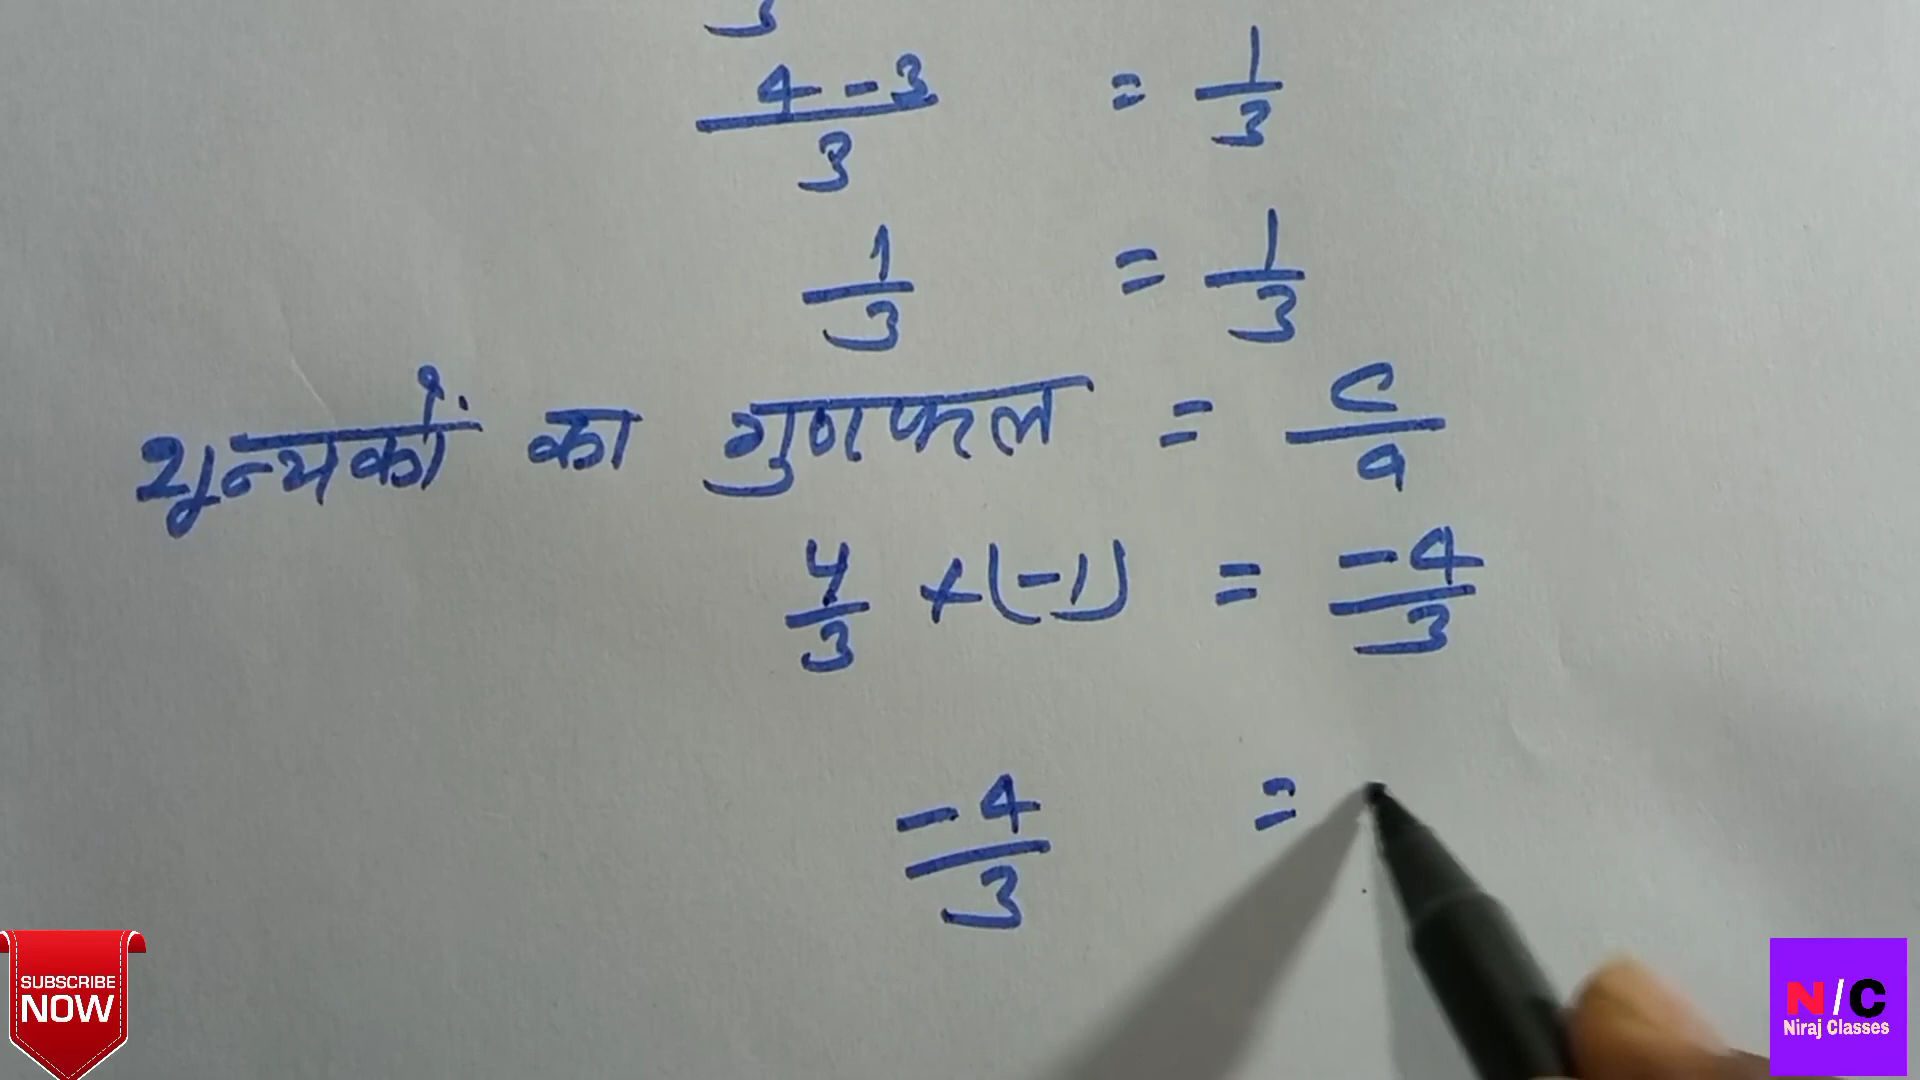 3
4-3/3 = 1/3
1/3 = 1/3
शून्यकों का गुणफल = c/a
4/3 × (-1) = -4/3
-4/3 =
SUBSCRIBE
NOW
N/C
Niraj Classes